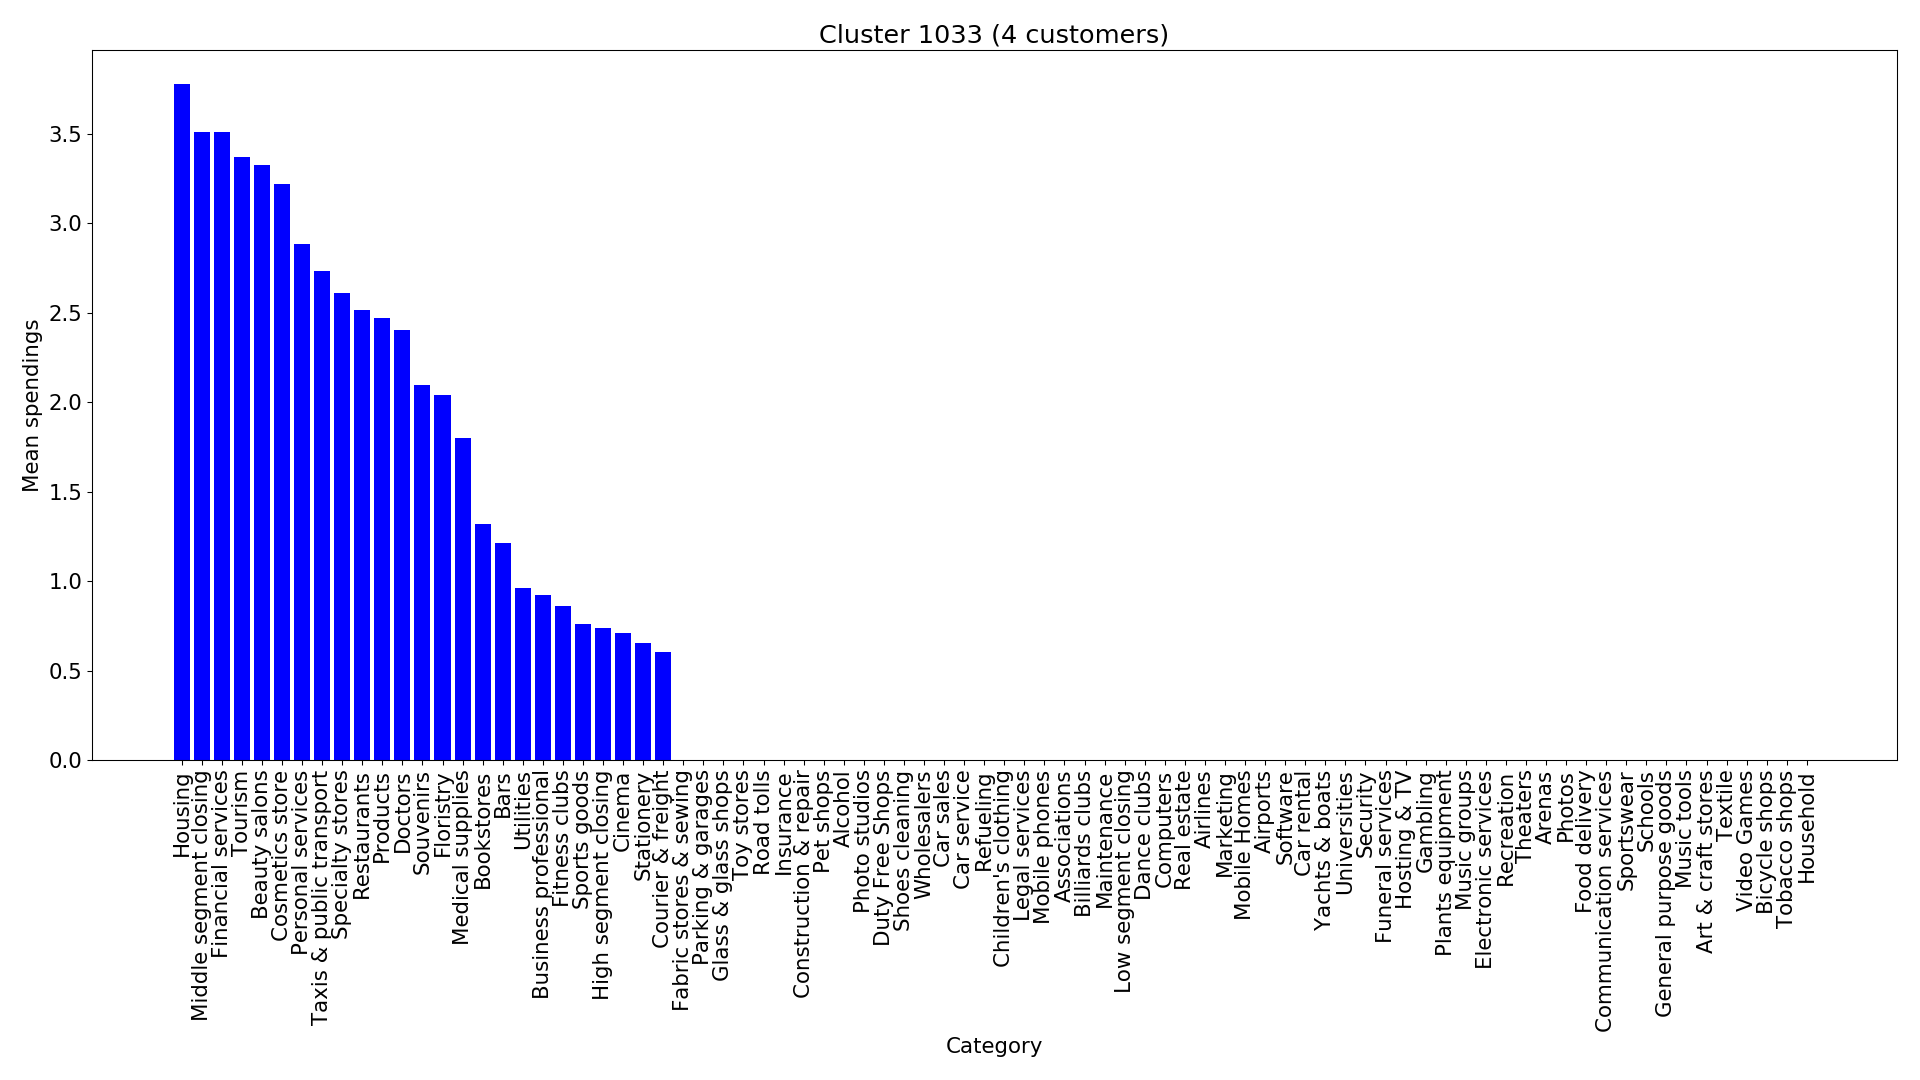 Cluster 1033 (4 customers)
Mean spendings
3.5
3.0
2.5
2.0
1.5
1.0
0.5
0.0
Housing
Middle segment closing
Financial services
Tourism
Beauty salons
Cosmetics store
Personal services
Taxis & public transport
Specialty stores
Restaurants
Products
Doctors
Souvenirs
Floristry
Medical supplies
Bookstores
Bars
Utilities
Business professional
Fitness clubs
Sports goods
High segment closing
Cinema
Stationery
Courier & freight
Fabric stores & sewing
Parking & garages
Glass & glass shops
Toy stores
Road tolls
Insurance
Construction & repair
Pet shops
Alcohol
Photo studios
Duty Free Shops
Shoes cleaning
Wholesalers
Car sales
Car service
Refueling
Children's clothing
Legal services
Mobile phones
Associations
Billiards clubs
Maintenance
Low segment closing
Dance clubs
Computers
Real estate
Airlines
Marketing
Mobile Homes
Airports
Software
Car rental
Yachts & boats
Universities
Security
Funeral services
Hosting & TV
Gambling
Plants equipment
Music groups
Electronic services
Recreation
Theaters
Arenas
Photos
Food delivery
Communication services
Sportswear
Schools
General purpose goods
Music tools
Art & craft stores
Textile
Video Games
Bicycle shops
Tobacco shops
Household
Category